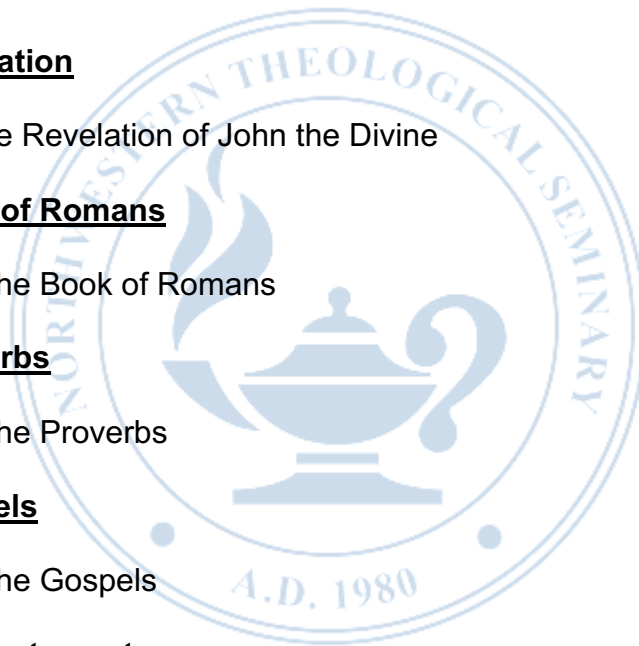 ation
NORTHWESTERN THEOLOGICAL SEMINARY
e Revelation of John the Divine
of Romans
he Book of Romans
rbs
he Proverbs
els
he Gospels
A.D. 1980